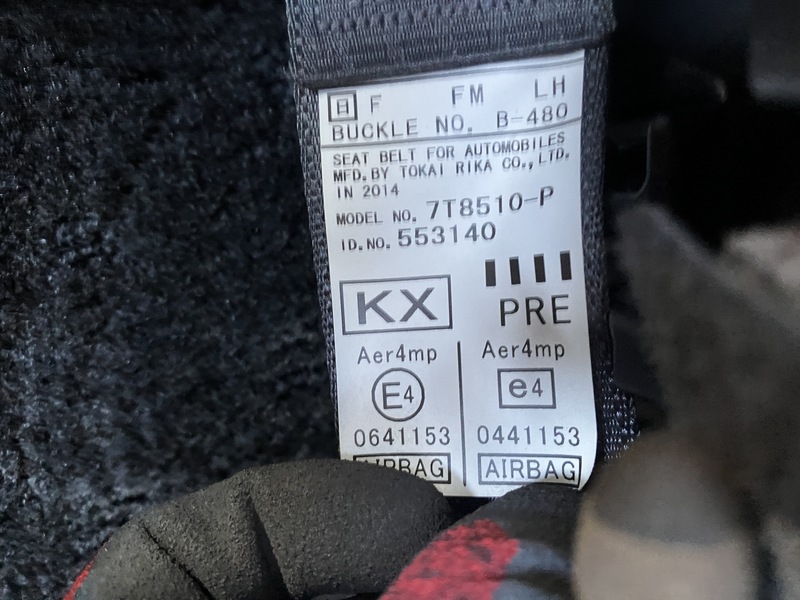 日 F FM LH
BUCKLE NO. B-480
SEAT BELT FOR AUTOMOBILES
MFD.BY TOKAI RIKA CO.,LTD.
IN 2014
MODEL NO. 7T8510-P
ID.NO. 553140
KX PRE
Aer4mp Aer4mp
E4 e4
0641153 0441153
AIRBAG AIRBAG